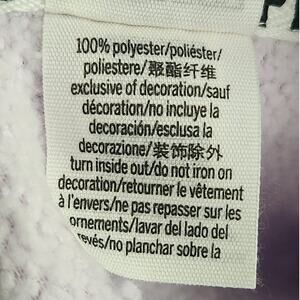 100% polyester/poliéster/
poliestere/聚酯纤维
exclusive of decoration/sauf
décoration/no incluye la
decoración/esclusa la
decorazione/装饰除外
turn inside out/do not iron on
decoration/retourner le vêtement
à l'envers/ne pas repasser sur les
ornements/lavar del lado del
revés/no planchar sobre la